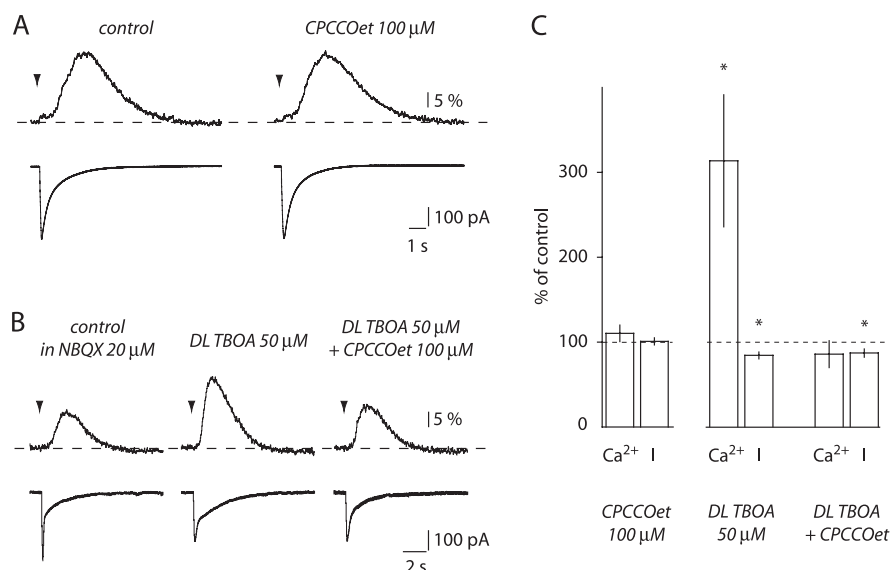 A
control
CPCCOet 100 µM
5 %
100 pA
1 s
B
control
in NBQX 20 µM
DL TBOA 50 µM
DL TBOA 50 µM
+ CPCCOet 100 µM
5 %
100 pA
2 s
C
% of control
300
200
100
0
*
*
*
Ca²⁺ I
Ca²⁺ I
Ca²⁺ I
CPCCOet
100 µM
DL TBOA
50 µM
DL TBOA
+ CPCCOet